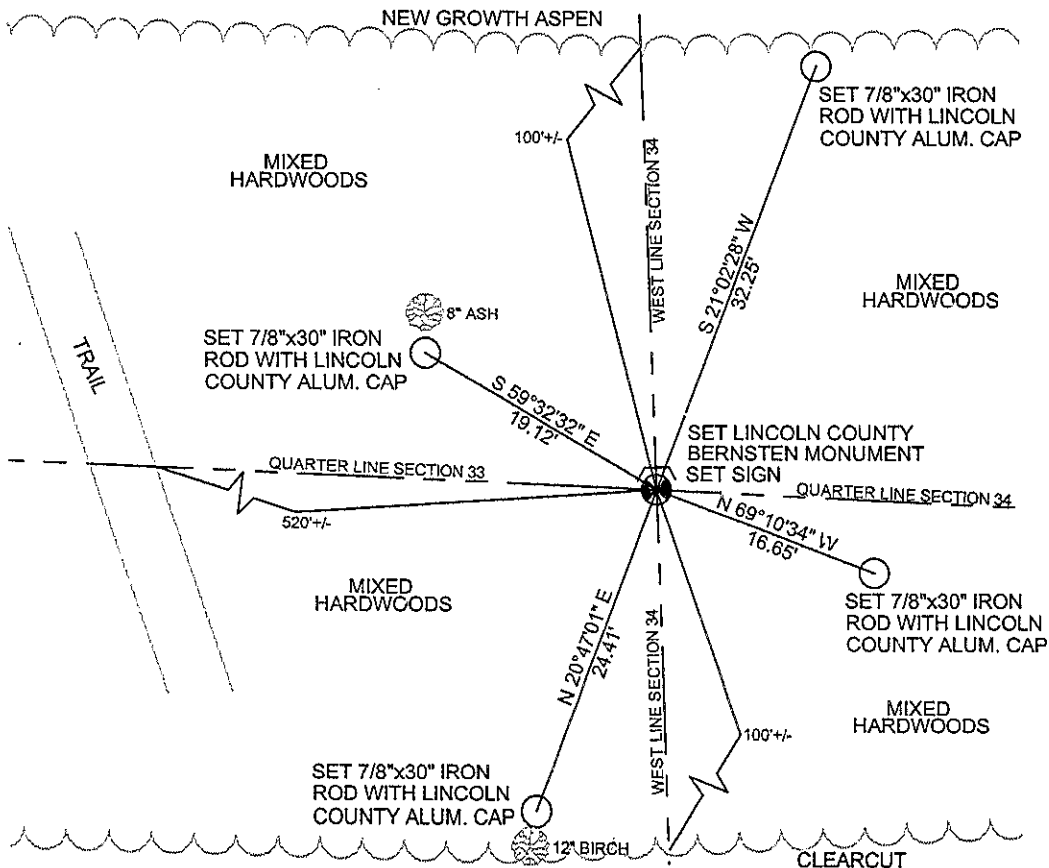 NEW GROWTH ASPEN
SET 7/8"x30" IRON
ROD WITH LINCOLN
COUNTY ALUM. CAP
100'+/-
MIXED
HARDWOODS
WEST LINE SECTION 34
S 21°02'28" W
32.25'
MIXED
HARDWOODS
8" ASH
SET 7/8"x30" IRON
ROD WITH LINCOLN
COUNTY ALUM. CAP
TRAIL
S 59°32'32" E
19.12'
SET LINCOLN COUNTY
BERNSTEN MONUMENT
SET SIGN
QUARTER LINE SECTION 33
QUARTER LINE SECTION 34
520'+/-
N 69°10'34" W
16.65'
MIXED
HARDWOODS
SET 7/8"x30" IRON
ROD WITH LINCOLN
COUNTY ALUM. CAP
N 20°47'01" E
24.41'
WEST LINE SECTION 34
MIXED
HARDWOODS
100'+/-
SET 7/8"x30" IRON
ROD WITH LINCOLN
COUNTY ALUM. CAP
12" BIRCH
CLEARCUT